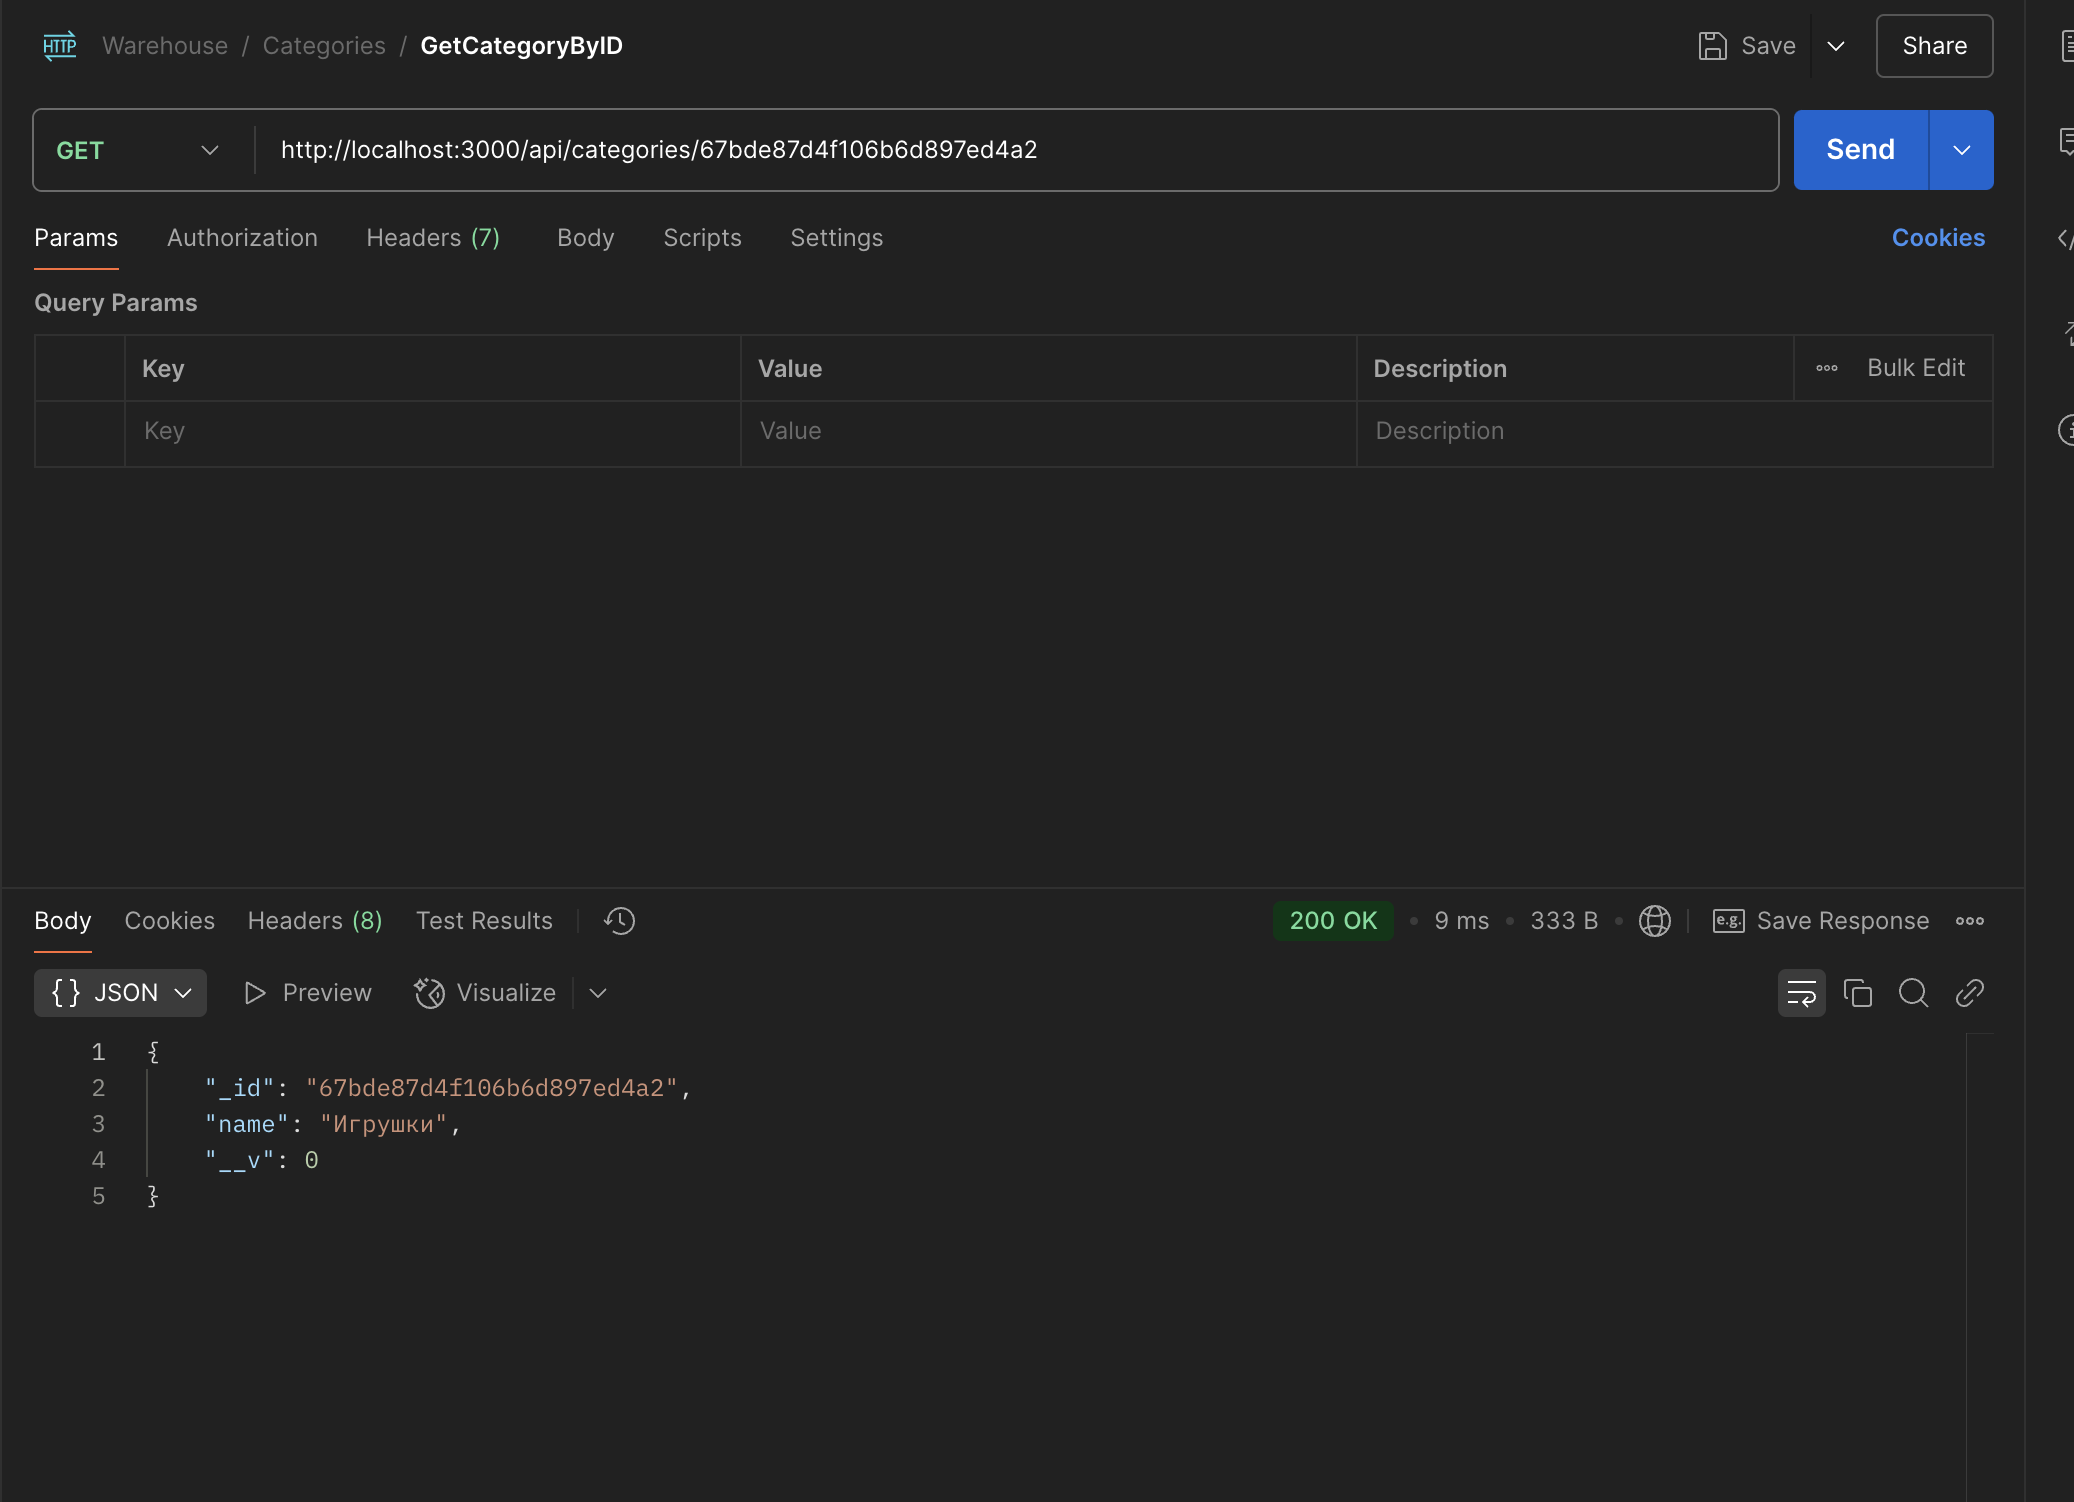 HTTP Warehouse / Categories / GetCategoryByID Save Share
GET http://localhost:3000/api/categories/67bde87d4f106b6d897ed4a2 Send
Params Authorization Headers (7) Body Scripts Settings Cookies
Query Params
Key Value Description Bulk Edit
Key Value Description
Body Cookies Headers (8) Test Results 200 OK • 9 ms • 333 B • e.g. Save Response
{} JSON Preview Visualize
1 {
2 "_id": "67bde87d4f106b6d897ed4a2",
3 "name": "Игрушки",
4 "__v": 0
5 }